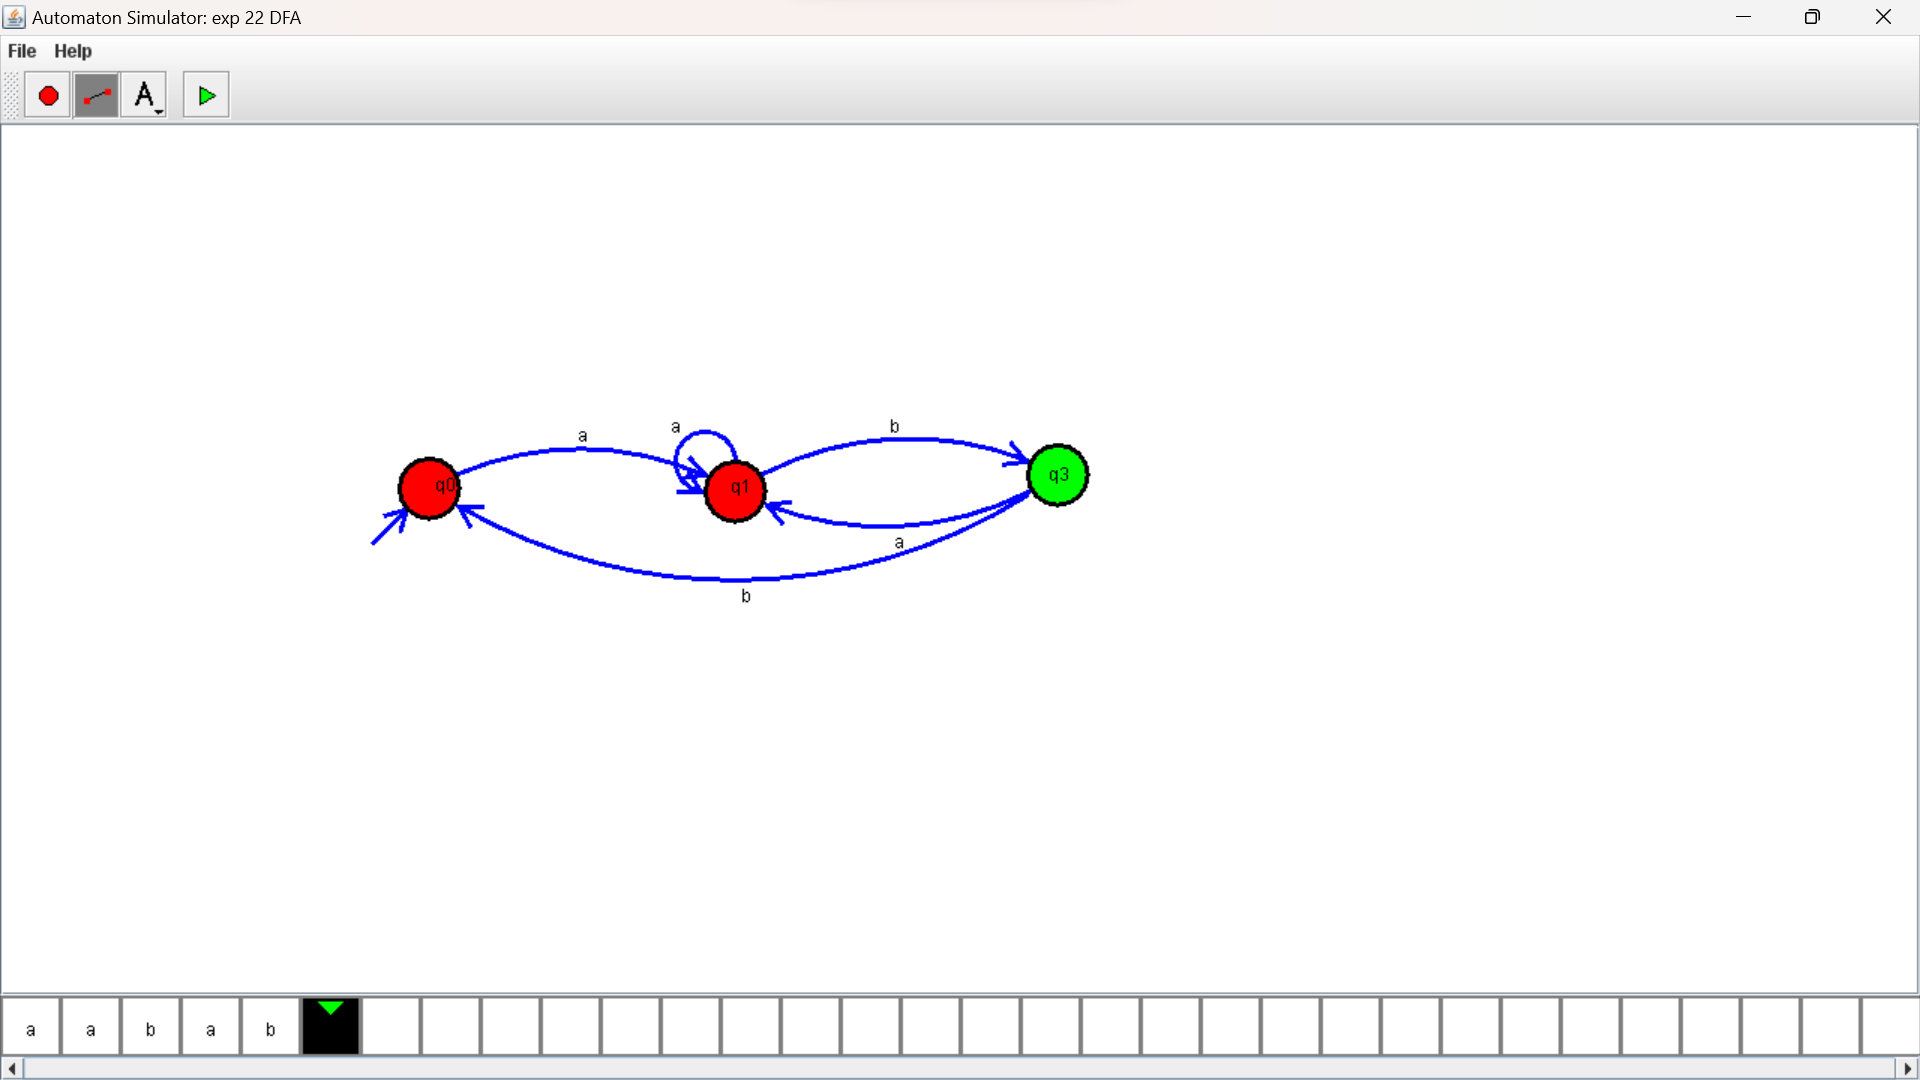 Automaton Simulator: exp 22 DFA
File Help
A
a a b
q0 q1 q3
a
b
a a b a b